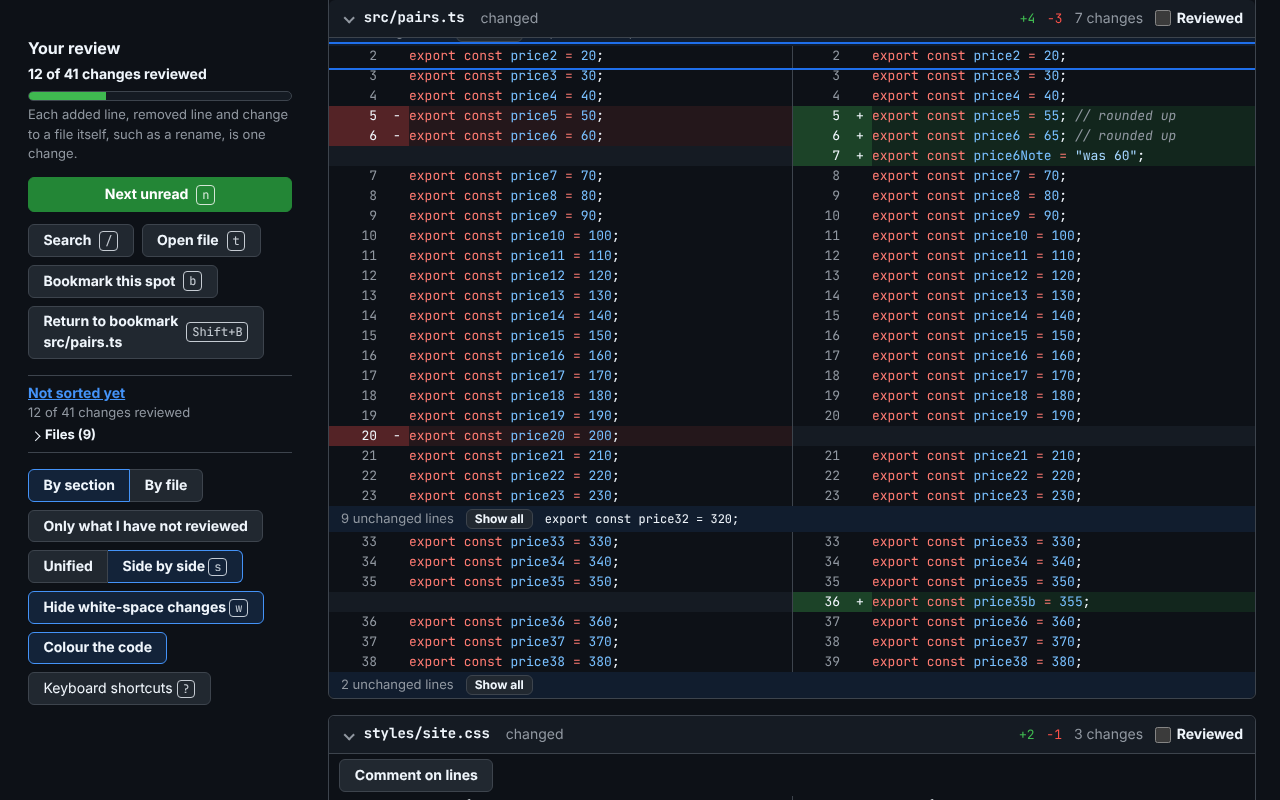 Your review
12 of 41 changes reviewed
Each added line, removed line and change
to a file itself, such as a rename, is one
change.
Next unread n
Search / Open file t
Bookmark this spot b
Return to bookmark
src/pairs.ts Shift+B
Not sorted yet
12 of 41 changes reviewed
Files (9)
By section By file
Only what I have not reviewed
Unified Side by side s
Hide white-space changes w
Colour the code
Keyboard shortcuts ?
src/pairs.ts changed +4 -3 7 changes Reviewed
2 export const price2 = 20; 2 export const price2 = 20;
3 export const price3 = 30; 3 export const price3 = 30;
4 export const price4 = 40; 4 export const price4 = 40;
5 - export const price5 = 50; 5 + export const price5 = 55; // rounded up
6 - export const price6 = 60; 6 + export const price6 = 65; // rounded up
7 + export const price6Note = "was 60";
7 export const price7 = 70; 8 export const price7 = 70;
8 export const price8 = 80; 9 export const price8 = 80;
9 export const price9 = 90; 10 export const price9 = 90;
10 export const price10 = 100; 11 export const price10 = 100;
11 export const price11 = 110; 12 export const price11 = 110;
12 export const price12 = 120; 13 export const price12 = 120;
13 export const price13 = 130; 14 export const price13 = 130;
14 export const price14 = 140; 15 export const price14 = 140;
15 export const price15 = 150; 16 export const price15 = 150;
16 export const price16 = 160; 17 export const price16 = 160;
17 export const price17 = 170; 18 export const price17 = 170;
18 export const price18 = 180; 19 export const price18 = 180;
19 export const price19 = 190; 20 export const price19 = 190;
20 - export const price20 = 200;
21 export const price21 = 210; 21 export const price21 = 210;
22 export const price22 = 220; 22 export const price22 = 220;
23 export const price23 = 230; 23 export const price23 = 230;
9 unchanged lines Show all export const price32 = 320;
33 export const price33 = 330; 33 export const price33 = 330;
34 export const price34 = 340; 34 export const price34 = 340;
35 export const price35 = 350; 35 export const price35 = 350;
36 + export const price35b = 355;
36 export const price36 = 360; 37 export const price36 = 360;
37 export const price37 = 370; 38 export const price37 = 370;
38 export const price38 = 380; 39 export const price38 = 380;
2 unchanged lines Show all
styles/site.css changed +2 -1 3 changes Reviewed
Comment on lines